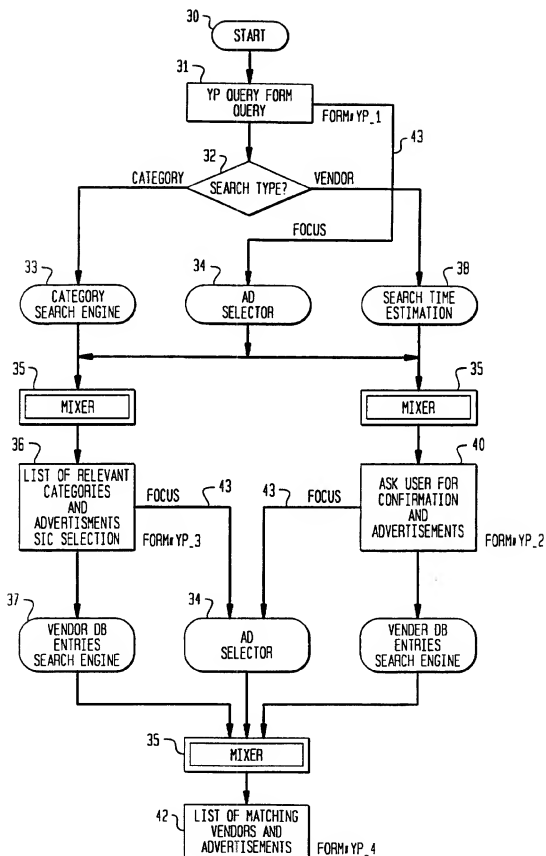 30
START
31
YP QUERY FORM
QUERY
FORM#YP_1
43
32
CATEGORY
SEARCH TYPE?
VENDOR
FOCUS
33
CATEGORY
SEARCH ENGINE
34
AD
SELECTOR
38
SEARCH TIME
ESTIMATION
35
MIXER
35
MIXER
36
LIST OF RELEVANT
CATEGORIES
AND
ADVERTISMENTS
SIC SELECTION
FORM#YP_3
FOCUS
43
43
FOCUS
40
ASK USER FOR
CONFIRMATION
AND
ADVERTISEMENTS
FORM#YP_2
37
VENDOR DB
ENTRIES
SEARCH ENGINE
34
AD
SELECTOR
VENDER DB
ENTRIES
SEARCH ENGINE
35
MIXER
42
LIST OF MATCHING
VENDORS AND
ADVERTISEMENTS
FORM#YP_4